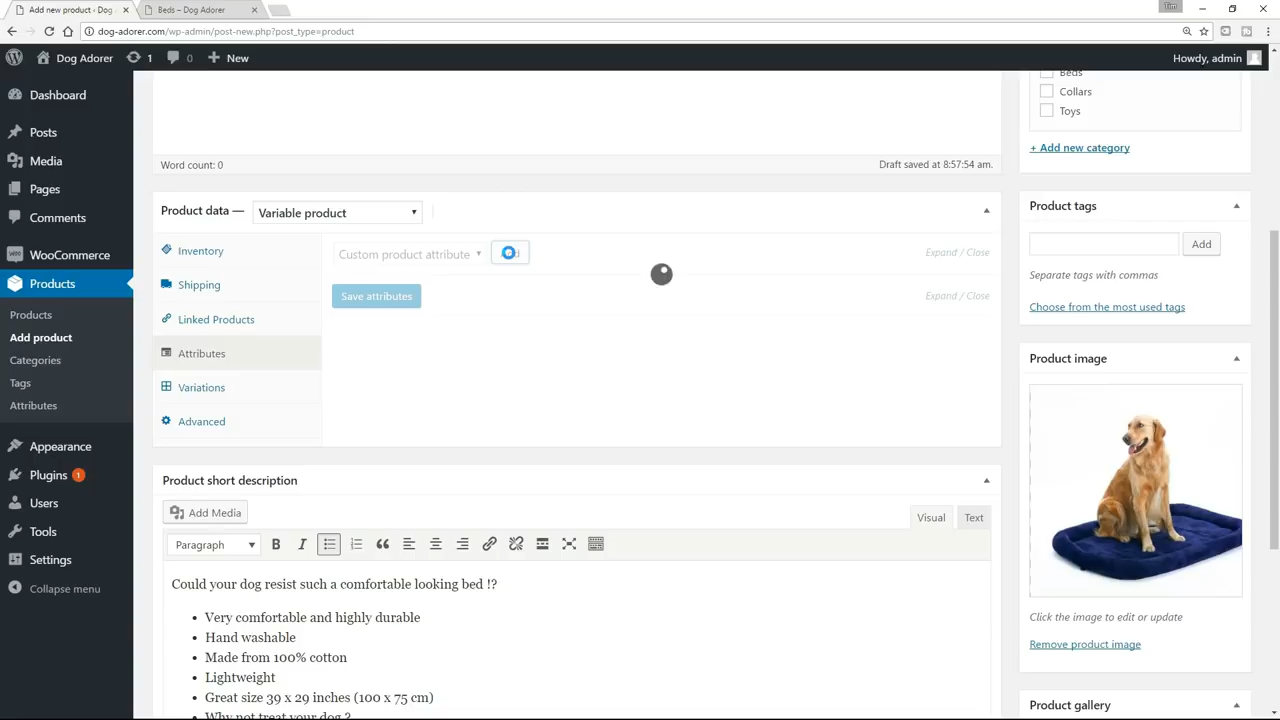 Add new product ‹ Dog
Beds – Dog Adorer
Tim
dog-adorer.com/wp-admin/post-new.php?post_type=product
Dog Adorer
1
0
New
Howdy, admin
Dashboard
Posts
Media
Pages
Comments
WooCommerce
Products
Products
Add product
Categories
Tags
Attributes
Appearance
Plugins 1
Users
Tools
Settings
Collapse menu
Word count: 0
Draft saved at 8:57:54 am.
Product data —
Variable product
Inventory
Shipping
Linked Products
Attributes
Variations
Advanced
Custom product attribute
Expand / Close
Save attributes
Expand / Close
Product short description
Add Media
Visual
Text
Paragraph
Could your dog resist such a comfortable looking bed !?
• Very comfortable and highly durable
• Hand washable
• Made from 100% cotton
• Lightweight
• Great size 39 x 29 inches (100 x 75 cm)
• Why not treat your dog ?
Beds
Collars
Toys
+ Add new category
Product tags
Add
Separate tags with commas
Choose from the most used tags
Product image
Click the image to edit or update
Remove product image
Product gallery